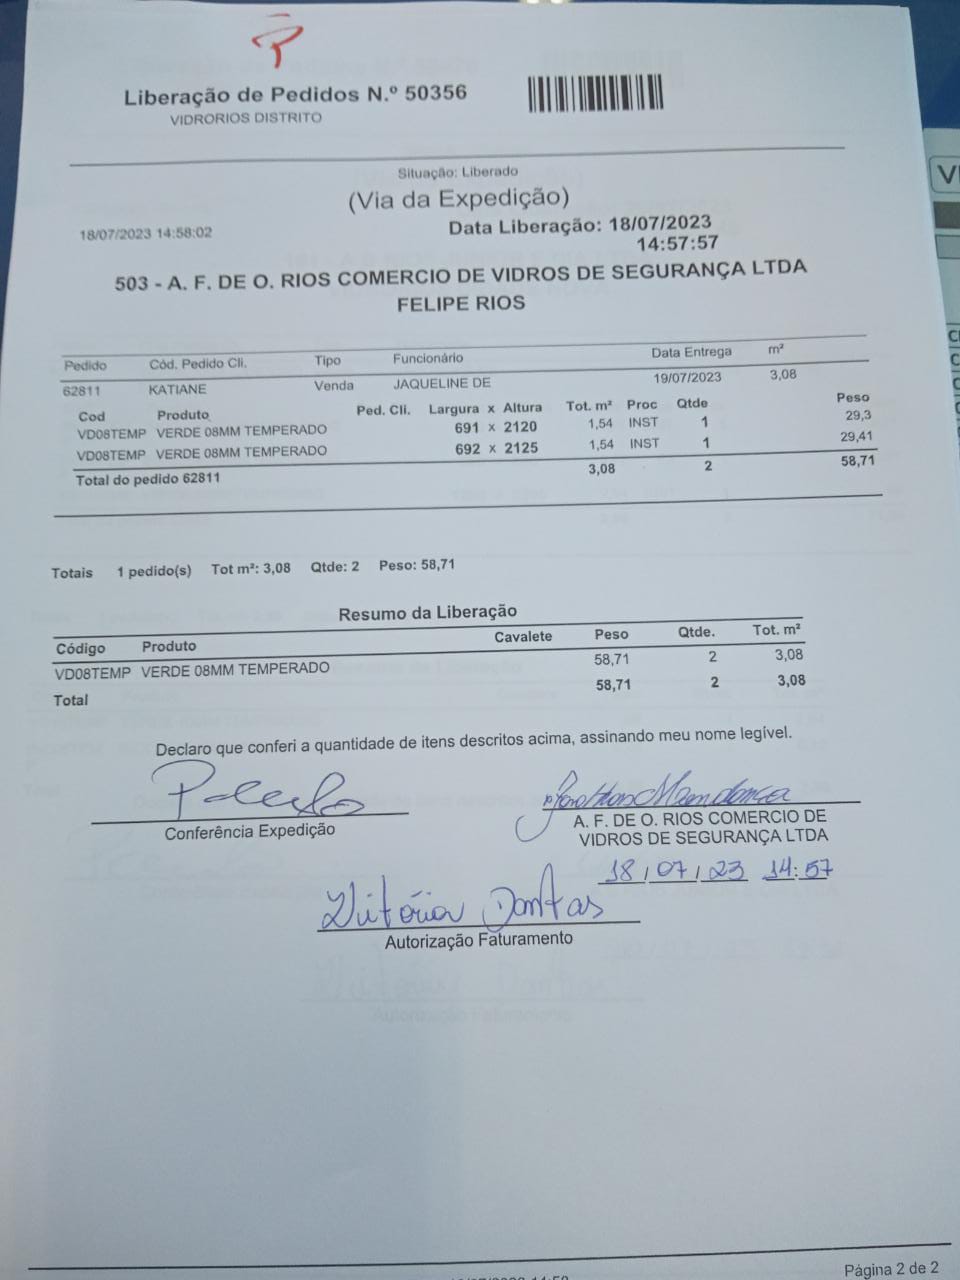 Liberação de Pedidos N.º 50356
VIDRORIOS DISTRITO
Situação: Liberado
(Via da Expedição)
18/07/2023 14:58:02
Data Liberação: 18/07/2023
14:57:57
503 - A. F. DE O. RIOS COMERCIO DE VIDROS DE SEGURANÇA LTDA
FELIPE RIOS
Pedido Cód. Pedido Cli. Tipo Funcionário Data Entrega m²
62811 KATIANE Venda JAQUELINE DE 19/07/2023 3,08
Cod Produto Ped. Cli. Largura x Altura Tot. m² Proc Qtde Peso
VD08TEMP VERDE 08MM TEMPERADO 691 x 2120 1,54 INST 1 29,3
VD08TEMP VERDE 08MM TEMPERADO 692 x 2125 1,54 INST 1 29,41
Total do pedido 62811 3,08 2 58,71
Totais 1 pedido(s) Tot m²: 3,08 Qtde: 2 Peso: 58,71
Resumo da Liberação
Código Produto Cavalete Peso Qtde. Tot. m²
VD08TEMP VERDE 08MM TEMPERADO 58,71 2 3,08
Total 58,71 2 3,08
Declaro que conferi a quantidade de itens descritos acima, assinando meu nome legível.
Mendonça
Conferência Expedição
A. F. DE O. RIOS COMERCIO DE
VIDROS DE SEGURANÇA LTDA
18/07/23 14:57
Vitória Dantas
Autorização Faturamento
Página 2 de 2